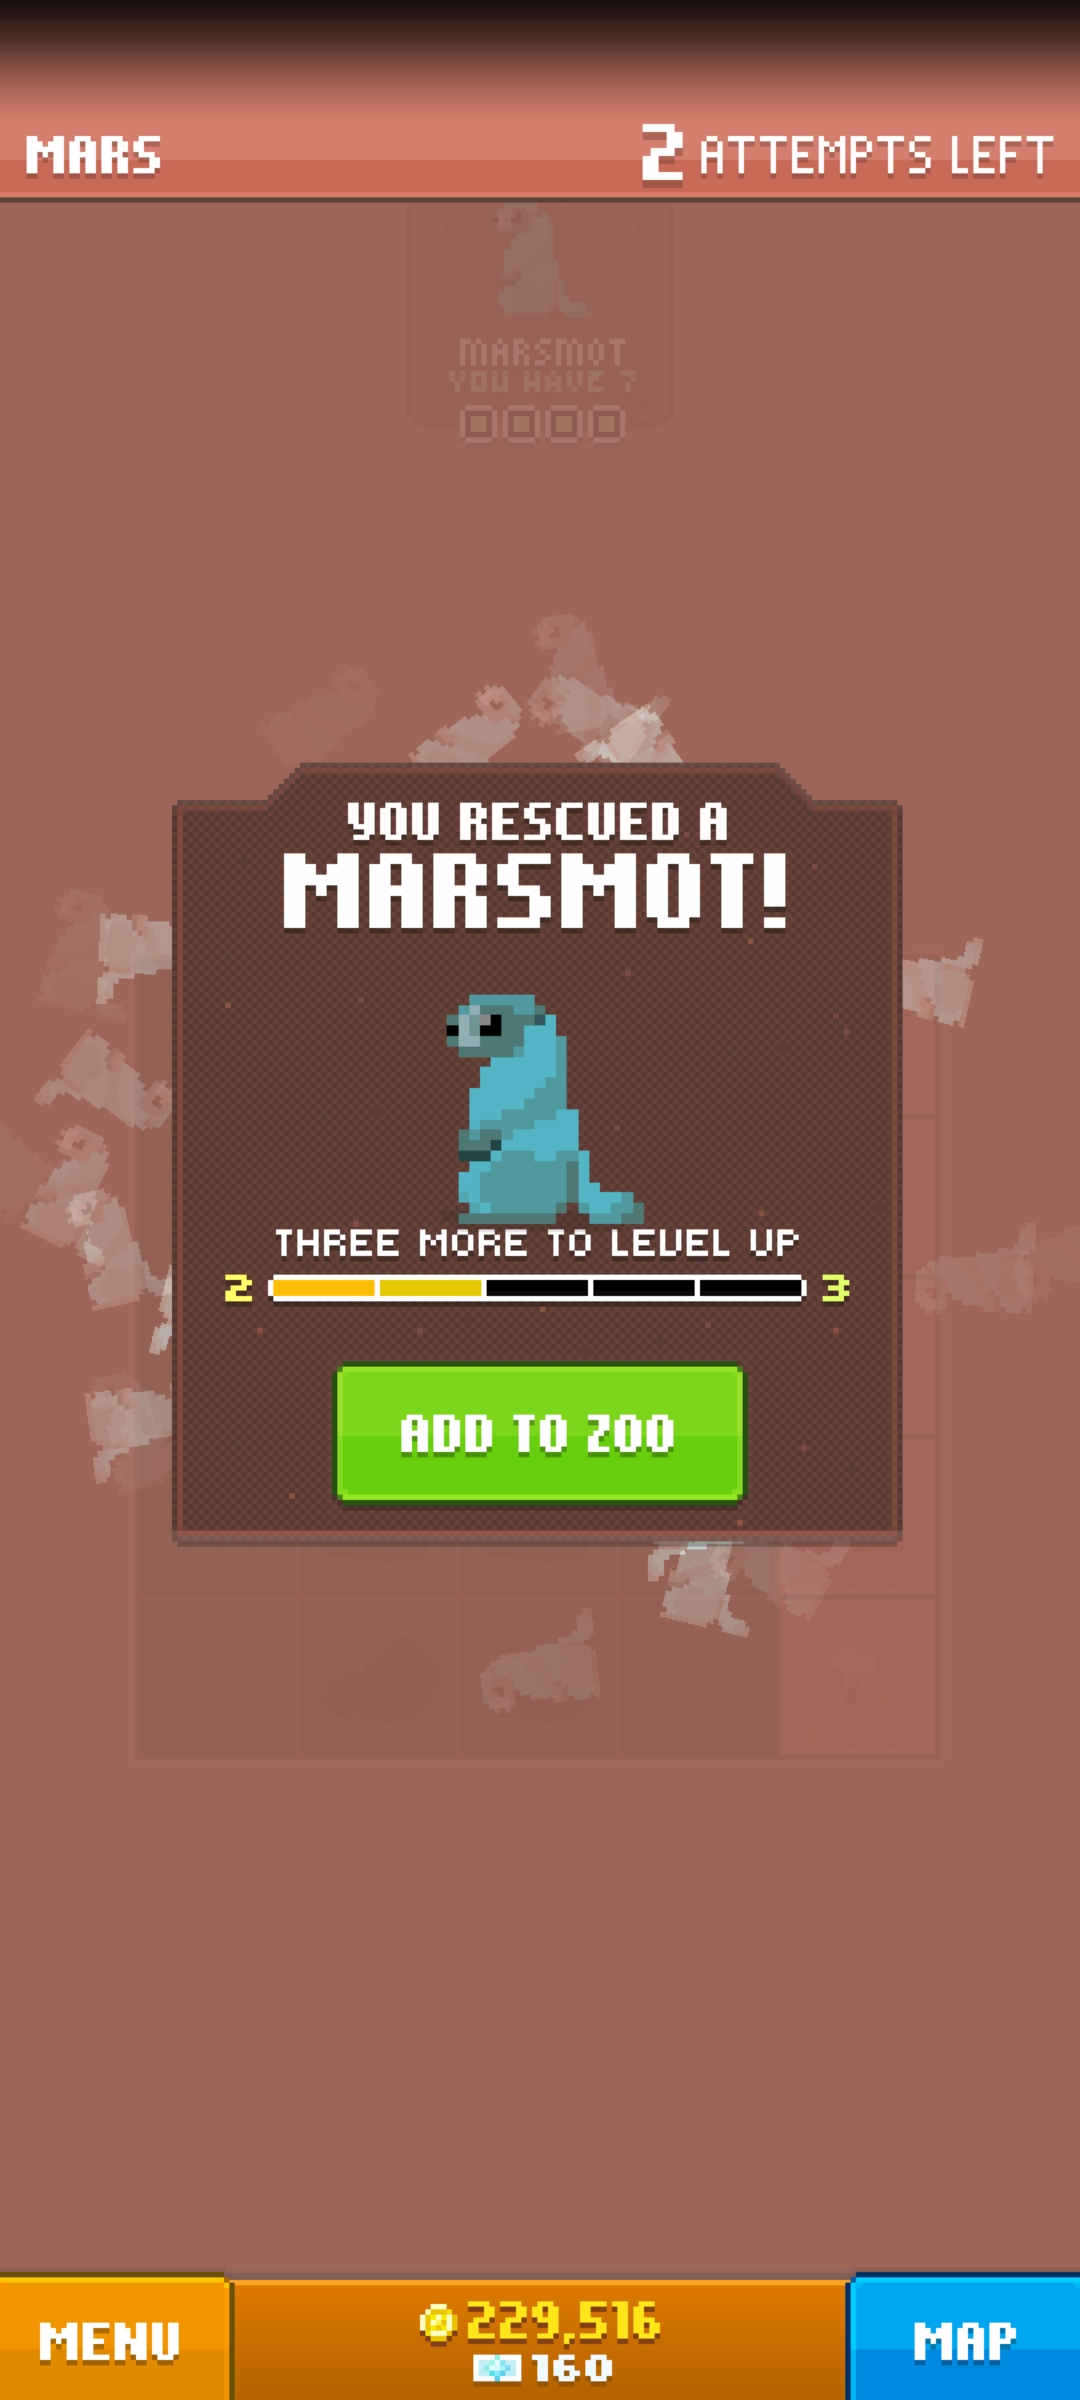 MARS
2 ATTEMPTS LEFT
MARSMOT
YOU HAVE 7
YOU RESCUED A
MARSMOT!
THREE MORE TO LEVEL UP
2 3
ADD TO ZOO
MENU
229,516
160
MAP